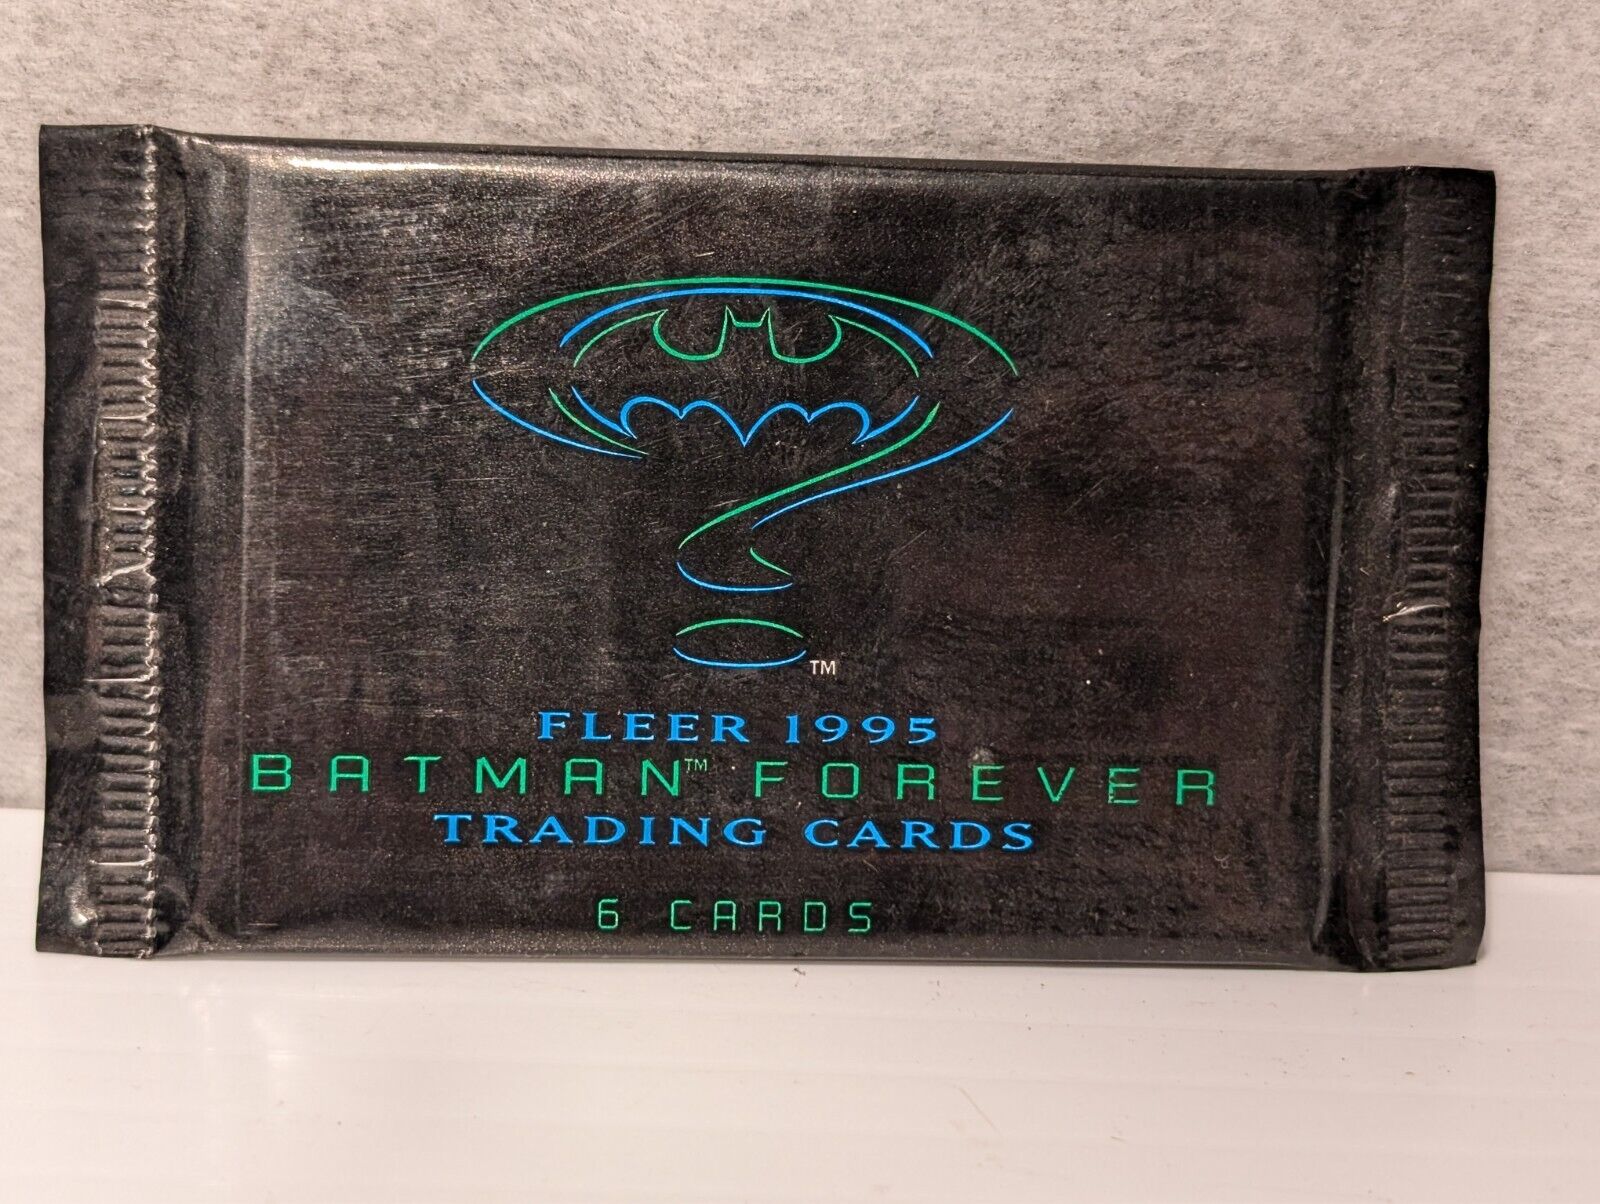 TM
FLEER 1995
BATMAN™ FOREVER
TRADING CARDS
6 CARDS